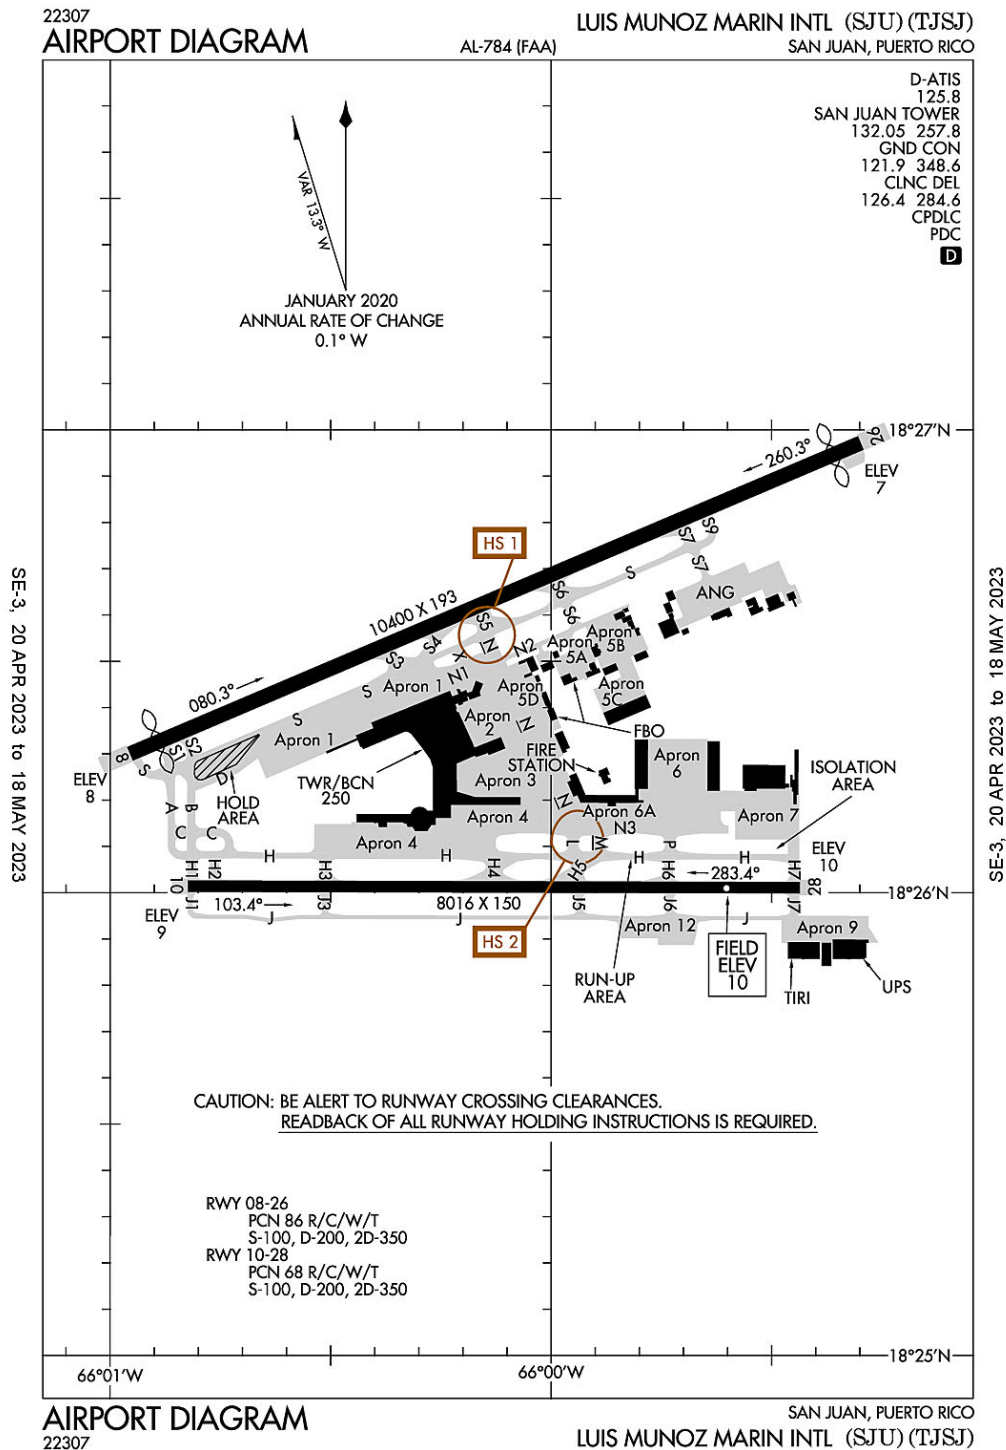 22307
AIRPORT DIAGRAM
AL-784 (FAA)
LUIS MUNOZ MARIN INTL (SJU) (TJSJ)
SAN JUAN, PUERTO RICO
D-ATIS
125.8
SAN JUAN TOWER
132.05 257.8
GND CON
121.9 348.6
CLNC DEL
126.4 284.6
CPDLC
PDC
D
VAR 13.3° W
JANUARY 2020
ANNUAL RATE OF CHANGE
0.1° W
18°27'N
26
260.3°
ELEV
7
HS 1
10400 X 193
S9
S7
S7
S
S6
S6
ANG
S5
S4
S3
N
N2
X
N1
Apron 1
Apron
5A
Apron
5B
Apron
5C
Apron
5D
080.3°
S
S
Apron 1
Apron
2
N
FBO
8
S
S1
S2
D
HOLD
AREA
ELEV
8
TWR/BCN
250
Apron 3
FIRE
STATION
Apron
6
ISOLATION
AREA
A
B
C
C
Apron 4
Apron 4
N
Apron 6A
N3
Apron 7
L
M
P
ELEV
10
H
H
H
H
H1
H2
H3
H4
H5
H6
H7
283.4°
10
28
18°26'N
103.4°
8016 X 150
ELEV
9
J1
J3
J5
J6
J7
J
J
J
HS 2
Apron 12
Apron 9
FIELD
ELEV
10
RUN-UP
AREA
TIRI
UPS
SE-3, 20 APR 2023 to 18 MAY 2023
SE-3, 20 APR 2023 to 18 MAY 2023
CAUTION: BE ALERT TO RUNWAY CROSSING CLEARANCES.
READBACK OF ALL RUNWAY HOLDING INSTRUCTIONS IS REQUIRED.
RWY 08-26
PCN 86 R/C/W/T
S-100, D-200, 2D-350
RWY 10-28
PCN 68 R/C/W/T
S-100, D-200, 2D-350
18°25'N
66°01'W
66°00'W
AIRPORT DIAGRAM
22307
SAN JUAN, PUERTO RICO
LUIS MUNOZ MARIN INTL (SJU) (TJSJ)